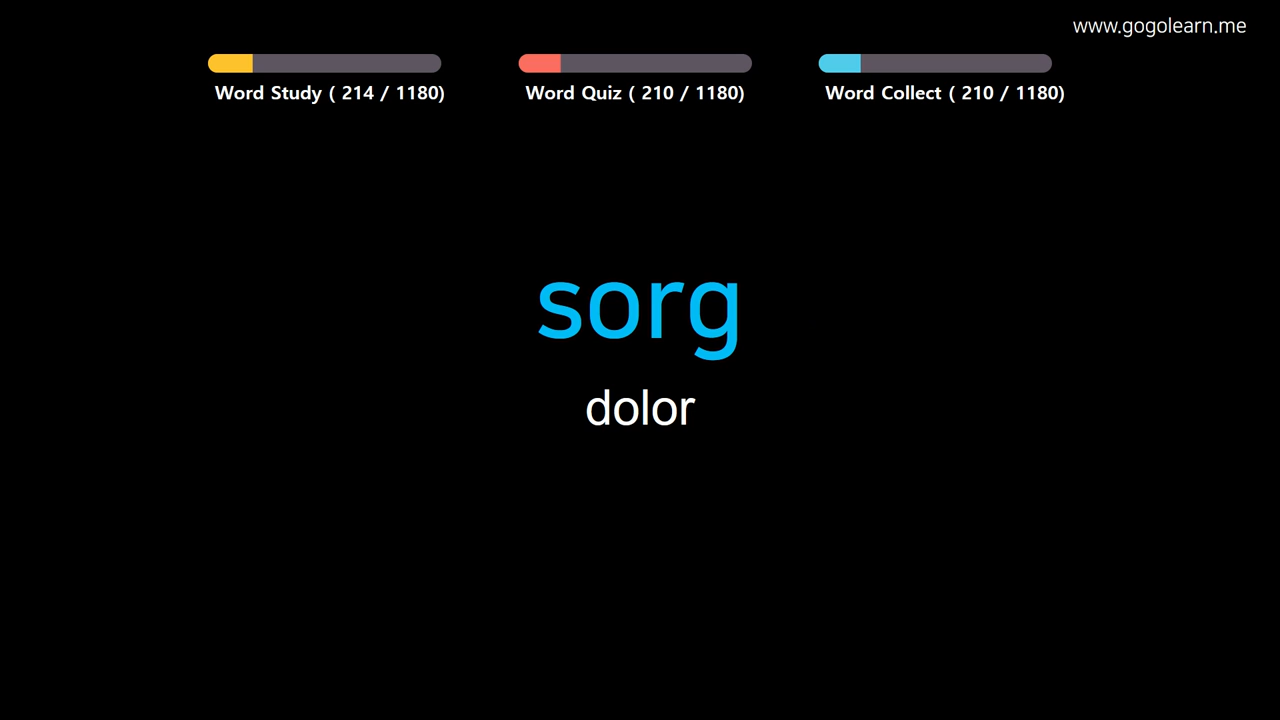 www.gogolearn.me
Word Study ( 214 / 1180)
Word Quiz ( 210 / 1180)
Word Collect ( 210 / 1180)
sorg
dolor